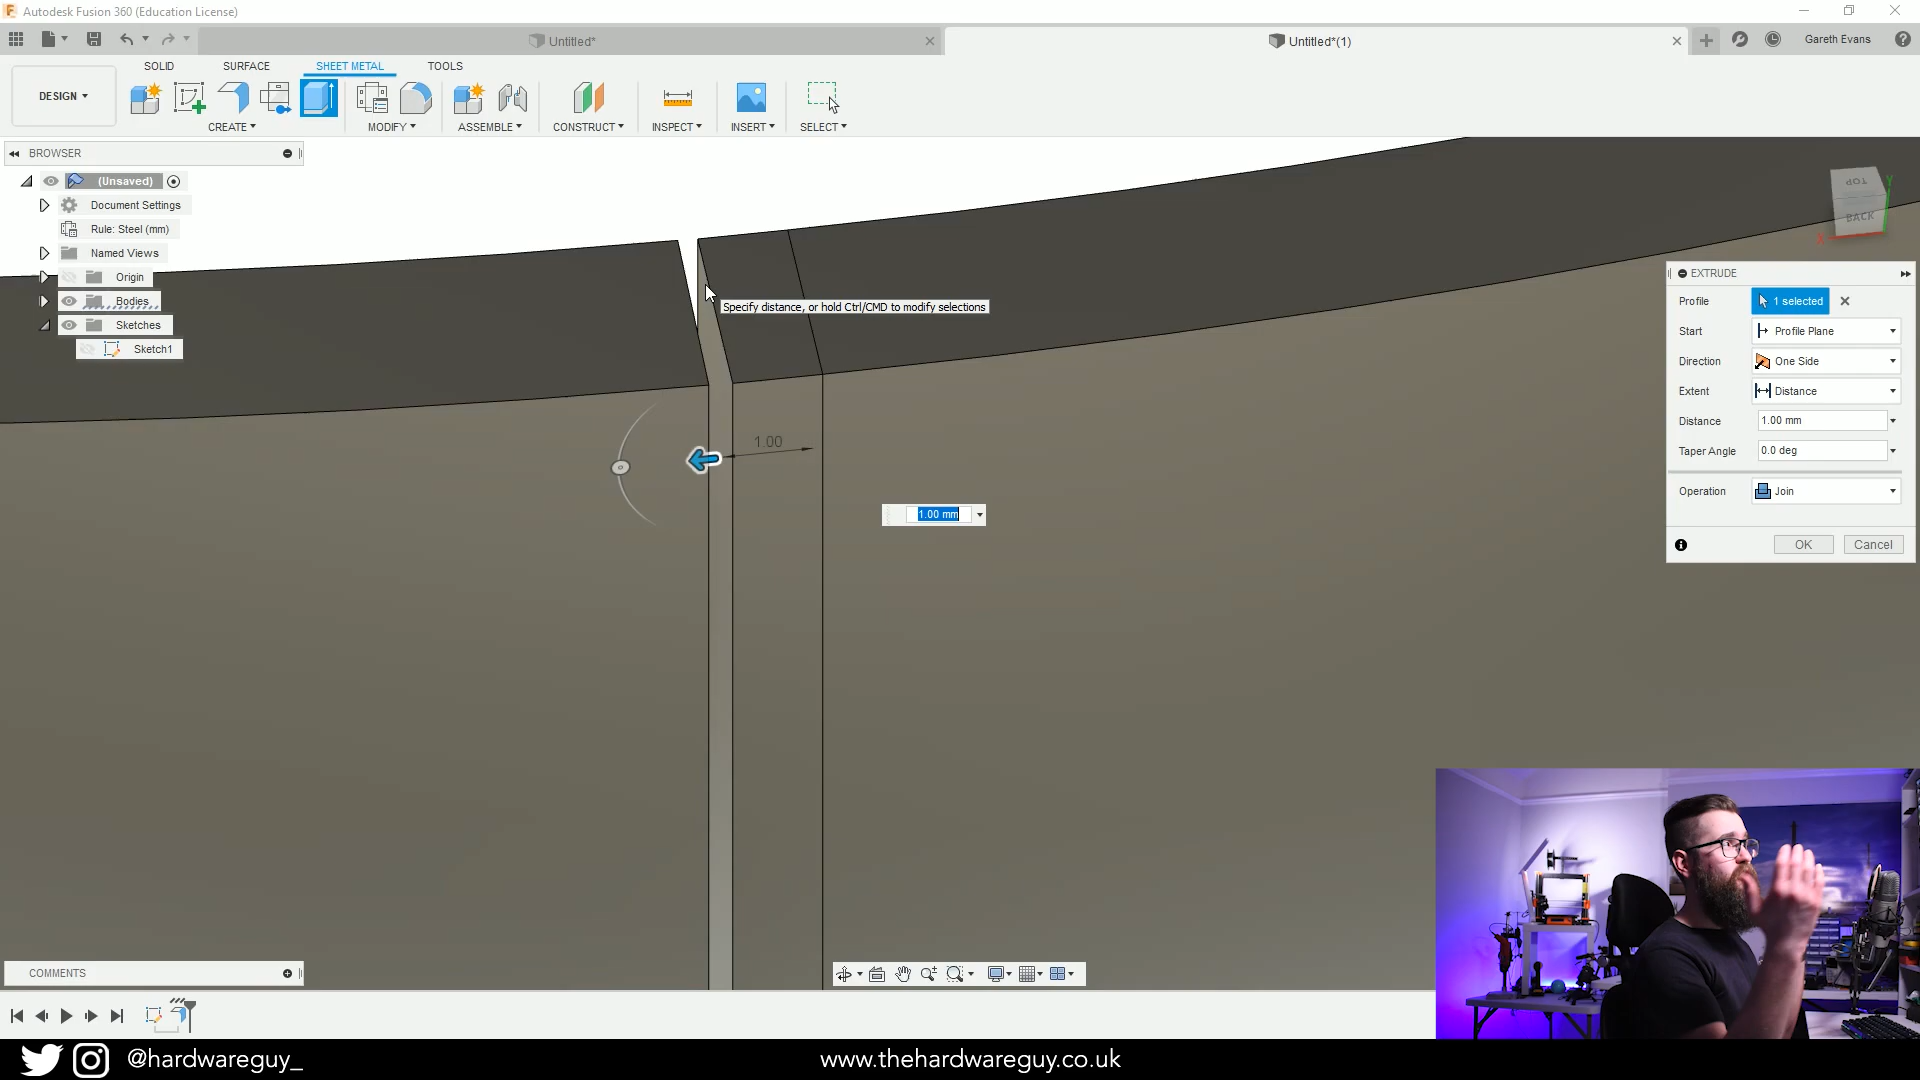 Autodesk Fusion 360 (Education License)
Untitled*
Untitled*(1)
Gareth Evans
SOLID
SURFACE
SHEET METAL
TOOLS
DESIGN
CREATE
MODIFY
ASSEMBLE
CONSTRUCT
INSPECT
INSERT
SELECT
BROWSER
(Unsaved)
Document Settings
Rule: Steel (mm)
Named Views
Origin
Bodies
Sketches
Sketch1
TOP
BACK
X
Y
Specify distance, or hold Ctrl/CMD to modify selections
1.00
1.00 mm
EXTRUDE
Profile 1 selected
Start Profile Plane
Direction One Side
Extent Distance
Distance 1.00 mm
Taper Angle 0.0 deg
Operation Join
OK Cancel
COMMENTS
@hardwareguy_
www.thehardwareguy.co.uk